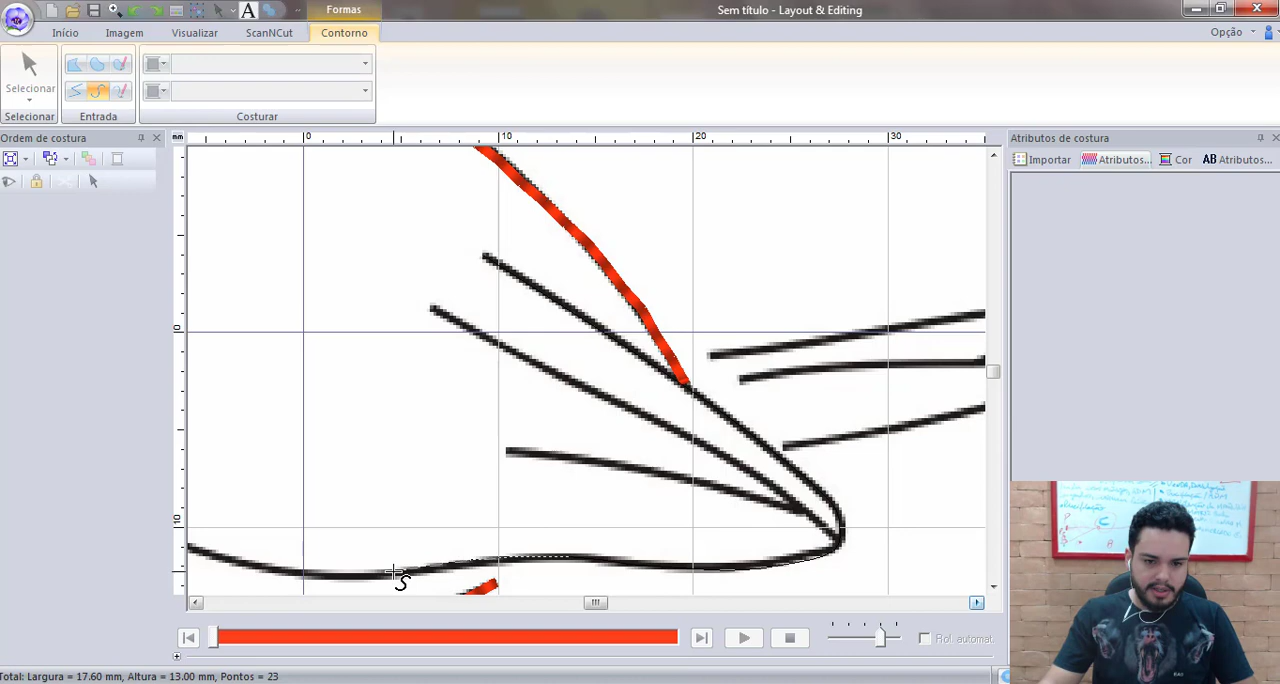 Formas
Sem título - Layout & Editing
Início
Imagem
Visualizar
ScanNCut
Contorno
Opção
Selecionar
Selecionar
Entrada
Costurar
Ordem de costura
mm
0
10
20
30
Atributos de costura
Importar
Atributos...
Cor
AB Atributos...
0
10
Rol. automat.
Total: Largura = 17.60 mm, Altura = 13.00 mm, Pontos = 23